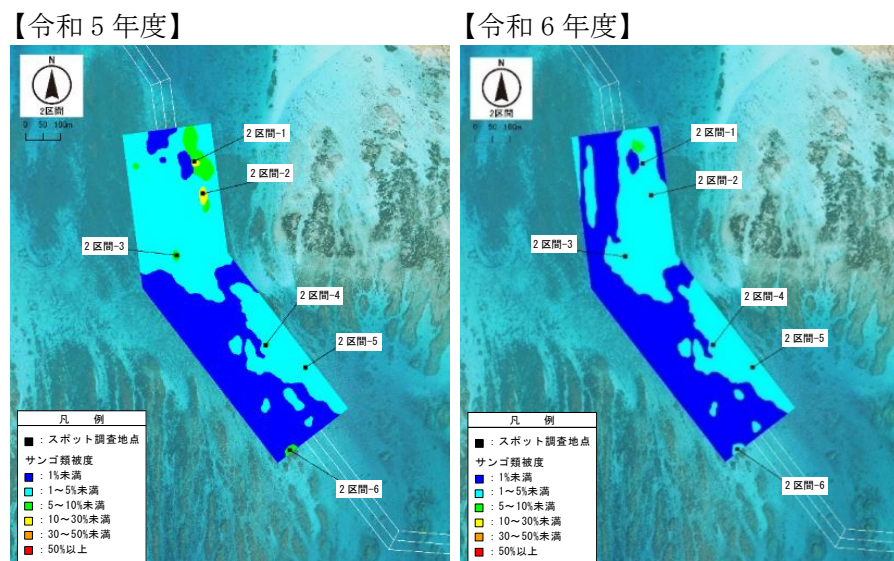 【令和5年度】
N
2区間
0 50 100m
2区間-1
2区間-2
2区間-3
2区間-4
2区間-5
2区間-6
凡 例
■ : スポット調査地点
サンゴ類被度
■ : 1%未満
■ : 1~5%未満
■ : 5~10%未満
■ : 10~30%未満
■ : 30~50%未満
■ : 50%以上
【令和6年度】
N
2区間
0 50 100m
2区間-1
2区間-2
2区間-3
2区間-4
2区間-5
2区間-6
凡 例
■ : スポット調査地点
サンゴ類被度
■ : 1%未満
■ : 1~5%未満
■ : 5~10%未満
■ : 10~30%未満
■ : 30~50%未満
■ : 50%以上